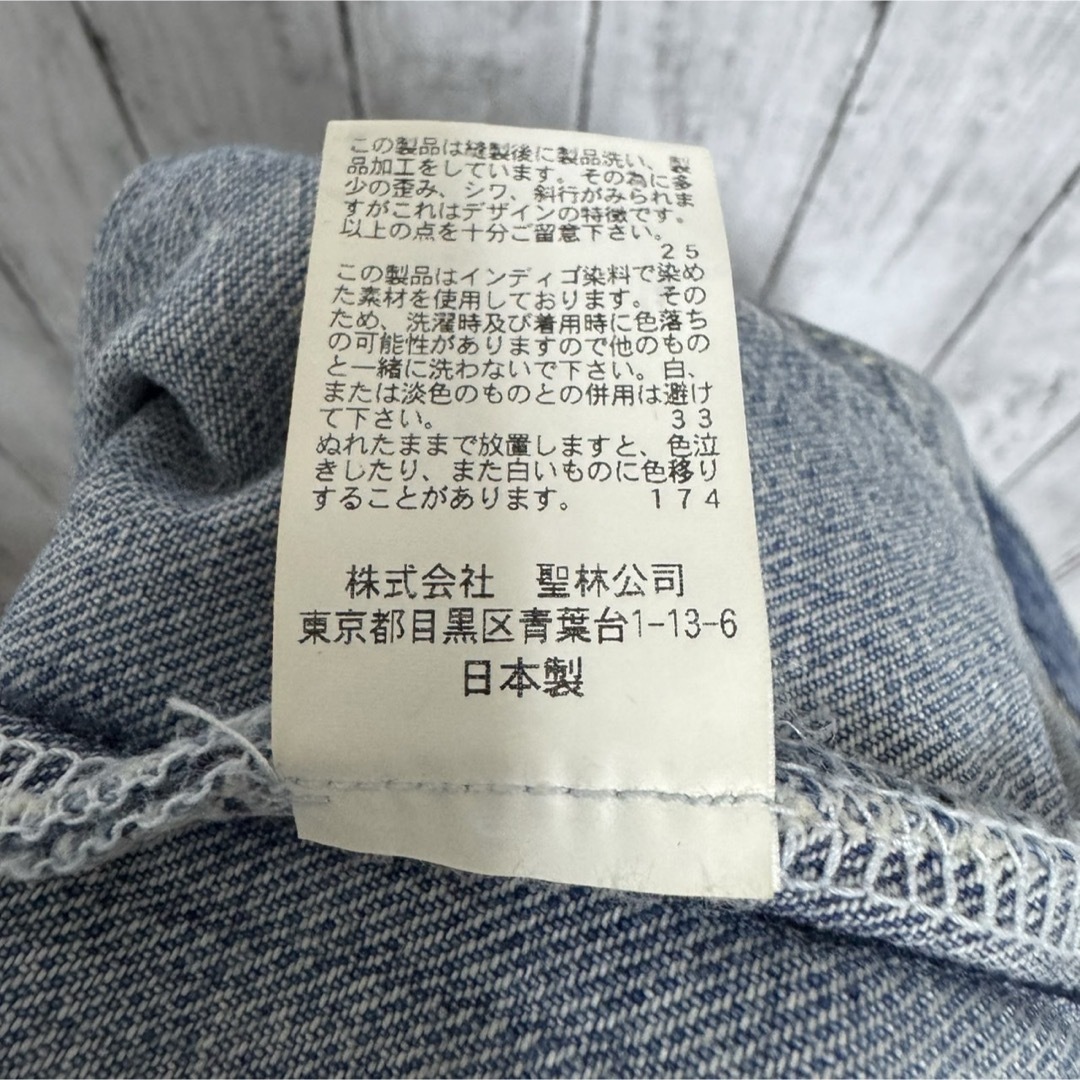 この製品は縫製後に製品洗い、製
品加工をしています。その為に多
少の歪み、シワ、斜行がみられま
すがこれはデザインの特徴です。
以上の点を十分ご留意下さい。
25
この製品はインディゴ染料で染め
た素材を使用しております。その
ため、洗濯時及び着用時に色落ち
の可能性がありますので他のもの
と一緒に洗わないで下さい。白、
または淡色のものとの併用は避け
て下さい。 33
ぬれたままで放置しますと、色泣
きしたり、また白いものに色移り
することがあります。 174
株式会社 聖林公司
東京都目黒区青葉台1-13-6
日本製